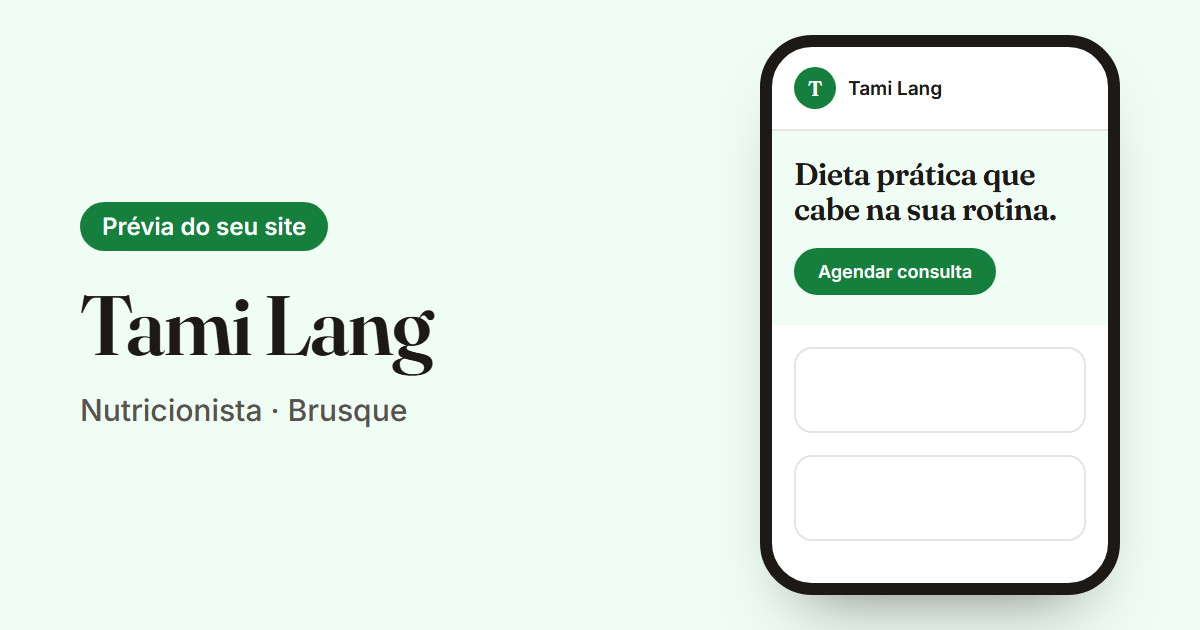 Prévia do seu site
Tami Lang
Nutricionista · Brusque
T
Tami Lang
Dieta prática que
cabe na sua rotina.
Agendar consulta